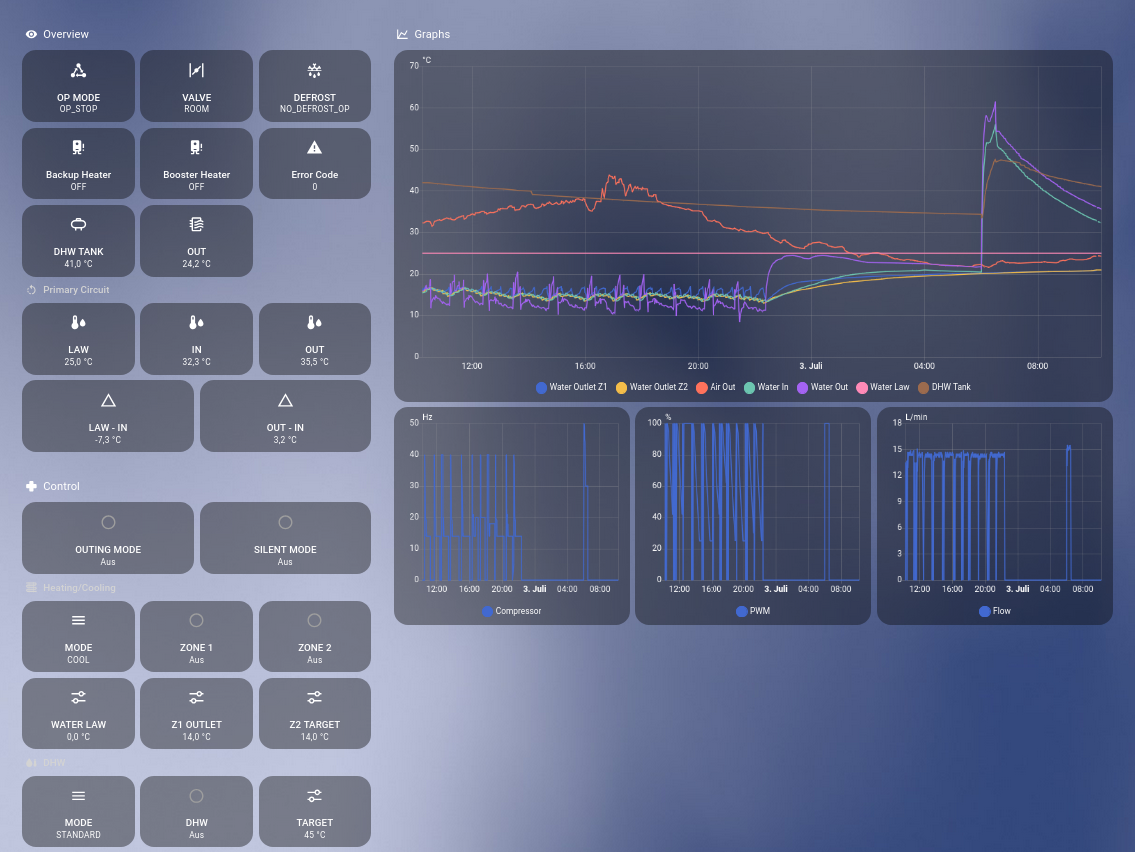 Overview
OP MODE
OP_STOP
VALVE
ROOM
DEFROST
NO_DEFROST_OP
Backup Heater
OFF
Booster Heater
OFF
Error Code
0
DHW TANK
41,0 °C
OUT
24,2 °C
Primary Circuit
LAW
25,0 °C
IN
32,3 °C
OUT
35,5 °C
LAW - IN
-7,3 °C
OUT - IN
3,2 °C
Control
OUTING MODE
Aus
SILENT MODE
Aus
Heating/Cooling
MODE
COOL
ZONE 1
Aus
ZONE 2
Aus
WATER LAW
0,0 °C
Z1 OUTLET
14,0 °C
Z2 TARGET
14,0 °C
DHW
MODE
STANDARD
DHW
Aus
TARGET
45 °C
Graphs
°C
70
60
50
40
30
20
10
0
12:00 16:00 20:00 3. Juli 04:00 08:00
Water Outlet Z1 Water Outlet Z2 Air Out Water In Water Out Water Law DHW Tank
Hz
50
40
30
20
10
0
12:00 16:00 20:00 3. Juli 04:00 08:00
Compressor
%
100
80
60
40
20
0
12:00 16:00 20:00 3. Juli 04:00 08:00
PWM
L/min
18
15
12
9
6
3
0
12:00 16:00 20:00 3. Juli 04:00 08:00
Flow